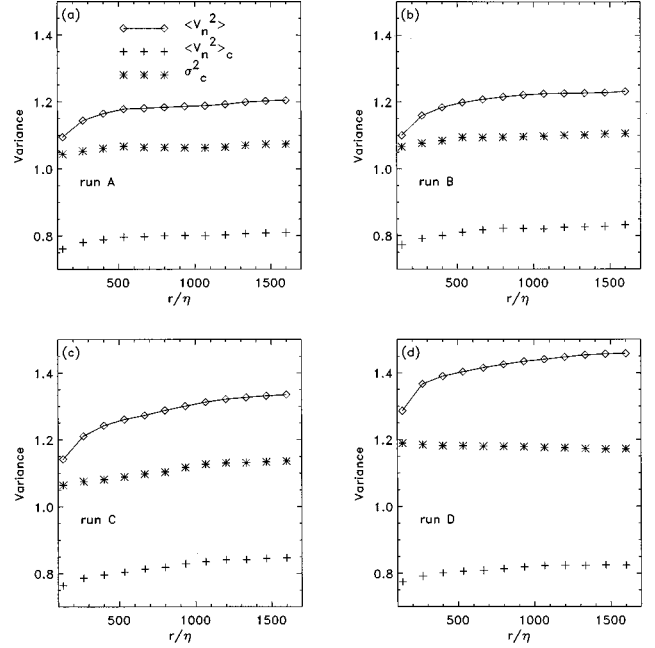 (a)
<V_n^2>
<V_n^2>_c
σ^2_c
Variance
1.4
1.2
1.0
0.8
run A
500 1000 1500
r/η
(b)
Variance
1.4
1.2
1.0
0.8
run B
500 1000 1500
r/η
(c)
Variance
1.4
1.2
1.0
0.8
run C
500 1000 1500
r/η
(d)
Variance
1.4
1.2
1.0
0.8
run D
500 1000 1500
r/η